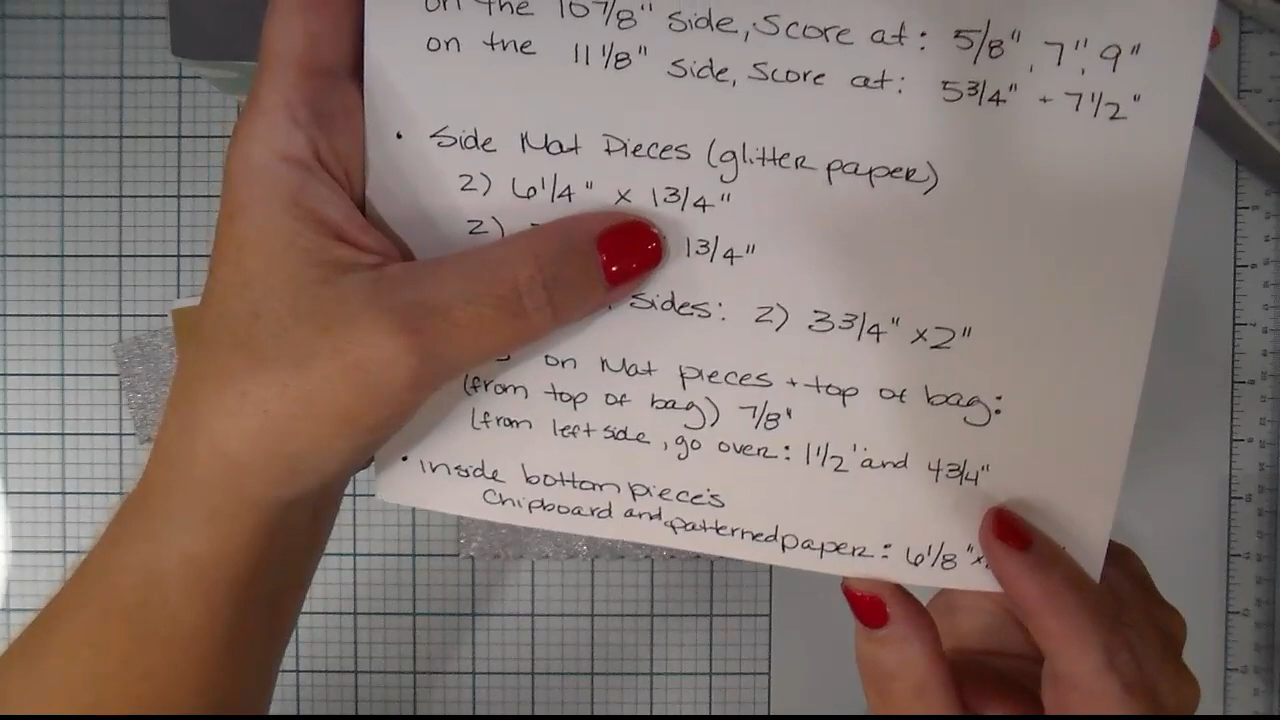 on the 10 7/8" side, Score at: 5/8", 7", 9"
on the 11 1/8" side, Score at: 5 3/4" + 7 1/2"
• Side Mat Pieces (glitter paper)
2) 6 1/4" x 1 3/4"
2) 1 3/4"
sides: 2) 3 3/4" x 2"
on Mat pieces + top of bag:
(from top of bag) 7/8"
(from left side, go over: 1 1/2" and 4 3/4"
• inside bottom piece's
Chipboard and patterned paper: 6 1/8" x